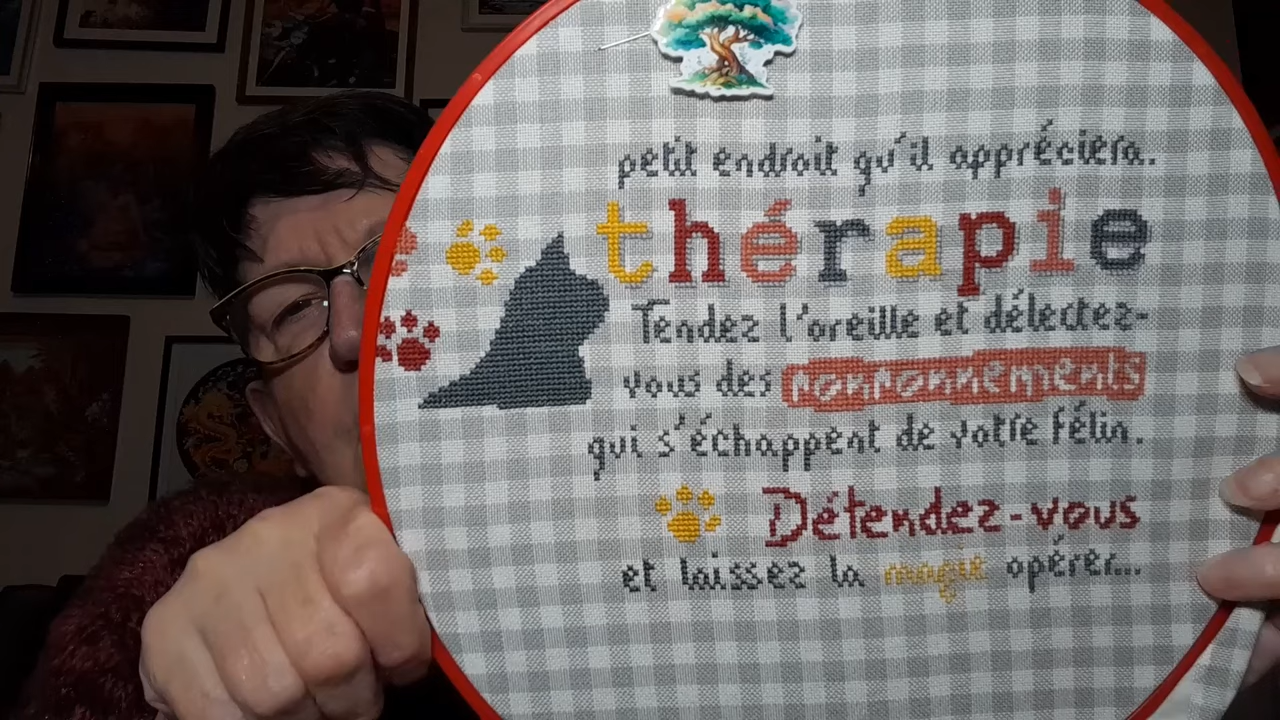 petit endroit qu'il appréciera.
thérapie
Tendez l'oreille et délectez-
vous des ronronnements
qui s'échappent de votre félin.
Détendez-vous
et laissez la magie opérer...